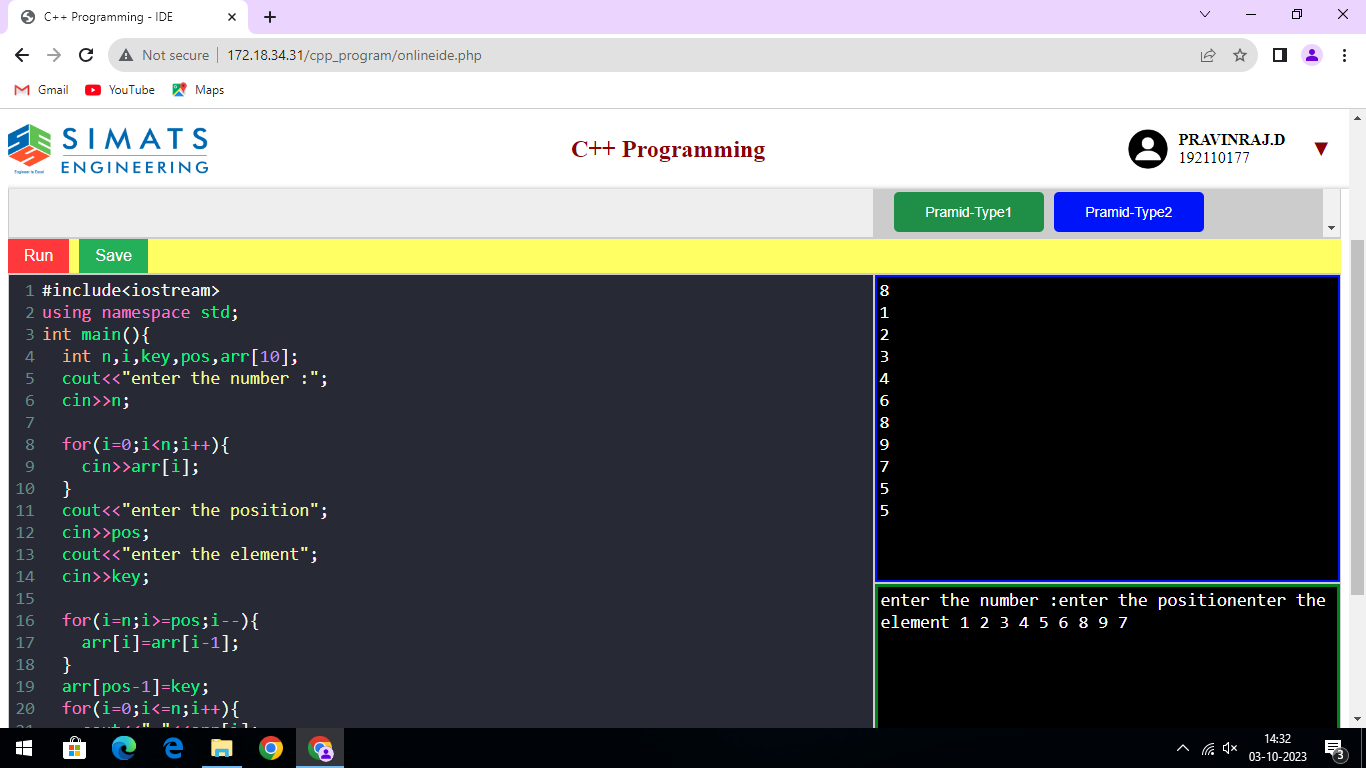 C++ Programming - IDE
Not secure | 172.18.34.31/cpp_program/onlineide.php
Gmail YouTube Maps
SIMATS
ENGINEERING
Engineer to Excel
C++ Programming
PRAVINRAJ.D
192110177
Pramid-Type1 Pramid-Type2
Run Save
1 #include<iostream>
2 using namespace std;
3 int main(){
4 int n,i,key,pos,arr[10];
5 cout<<"enter the number :";
6 cin>>n;
7
8 for(i=0;i<n;i++){
9 cin>>arr[i];
10 }
11 cout<<"enter the position";
12 cin>>pos;
13 cout<<"enter the element";
14 cin>>key;
15
16 for(i=n;i>=pos;i--){
17 arr[i]=arr[i-1];
18 }
19 arr[pos-1]=key;
20 for(i=0;i<=n;i++){
8
1
2
3
4
6
8
9
7
5
5
enter the number :enter the positionenter the
element 1 2 3 4 5 6 8 9 7
14:32
03-10-2023
3